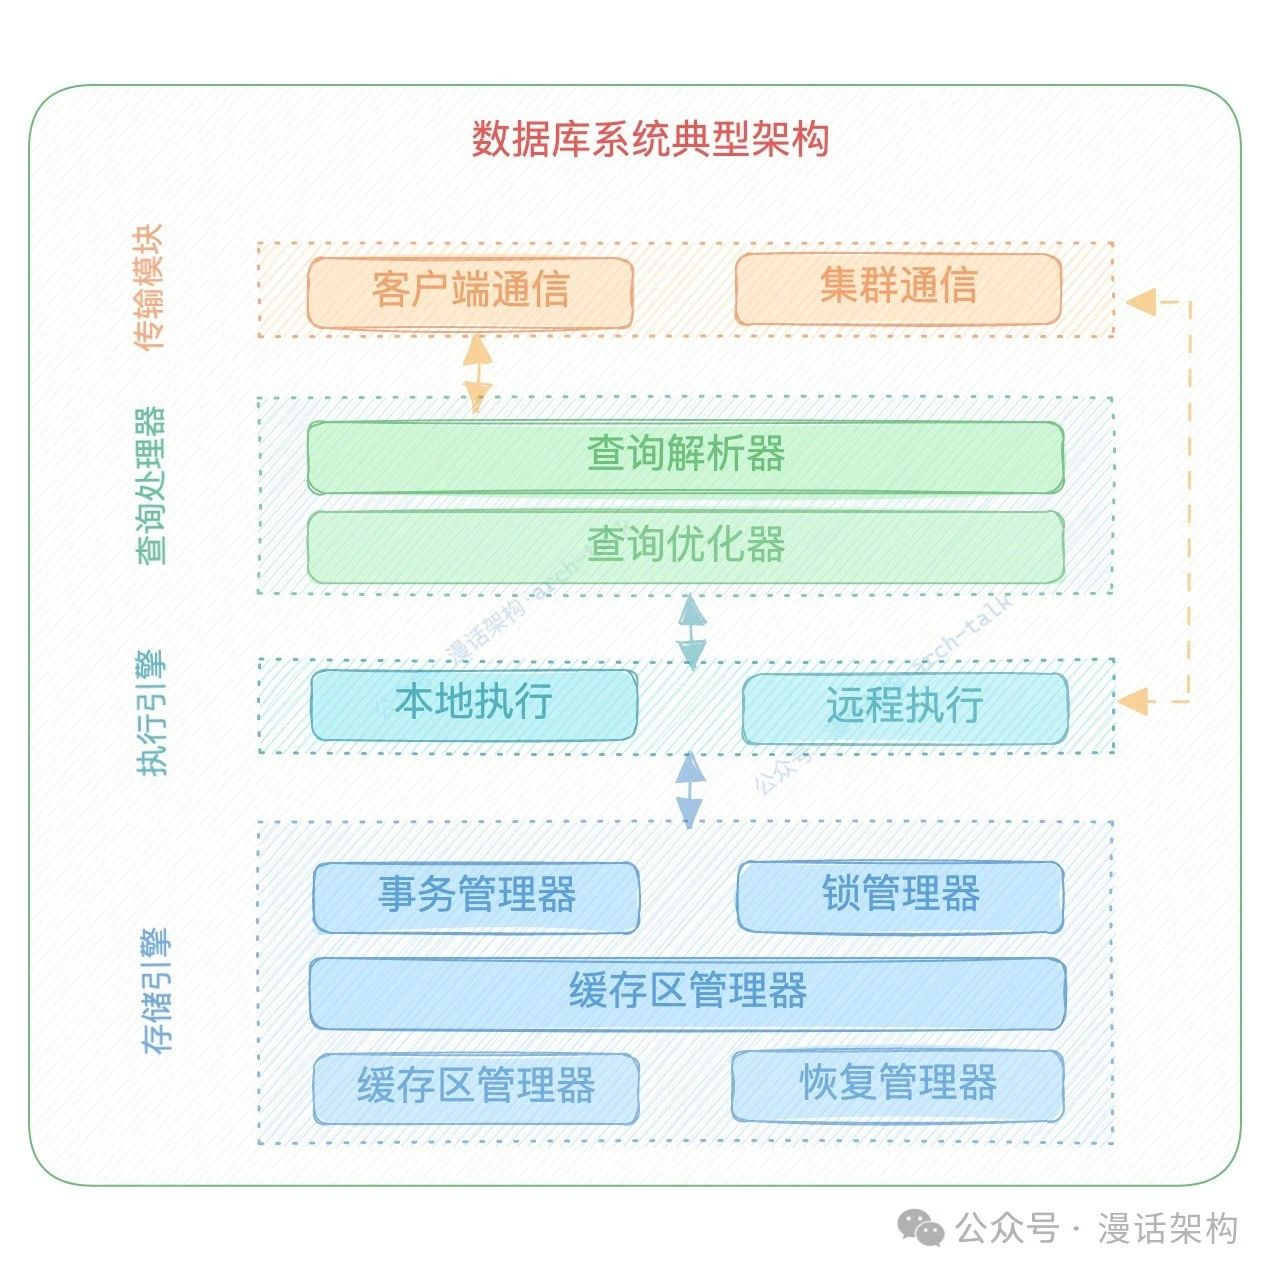 数据库系统典型架构
传输模块
客户端通信
集群通信
查询处理器
查询解析器
查询优化器
执行引擎
本地执行
远程执行
存储引擎
事务管理器
锁管理器
缓存区管理器
缓存区管理器
恢复管理器
漫话架构·arch-
公众号
arch-talk
公众号 · 漫话架构